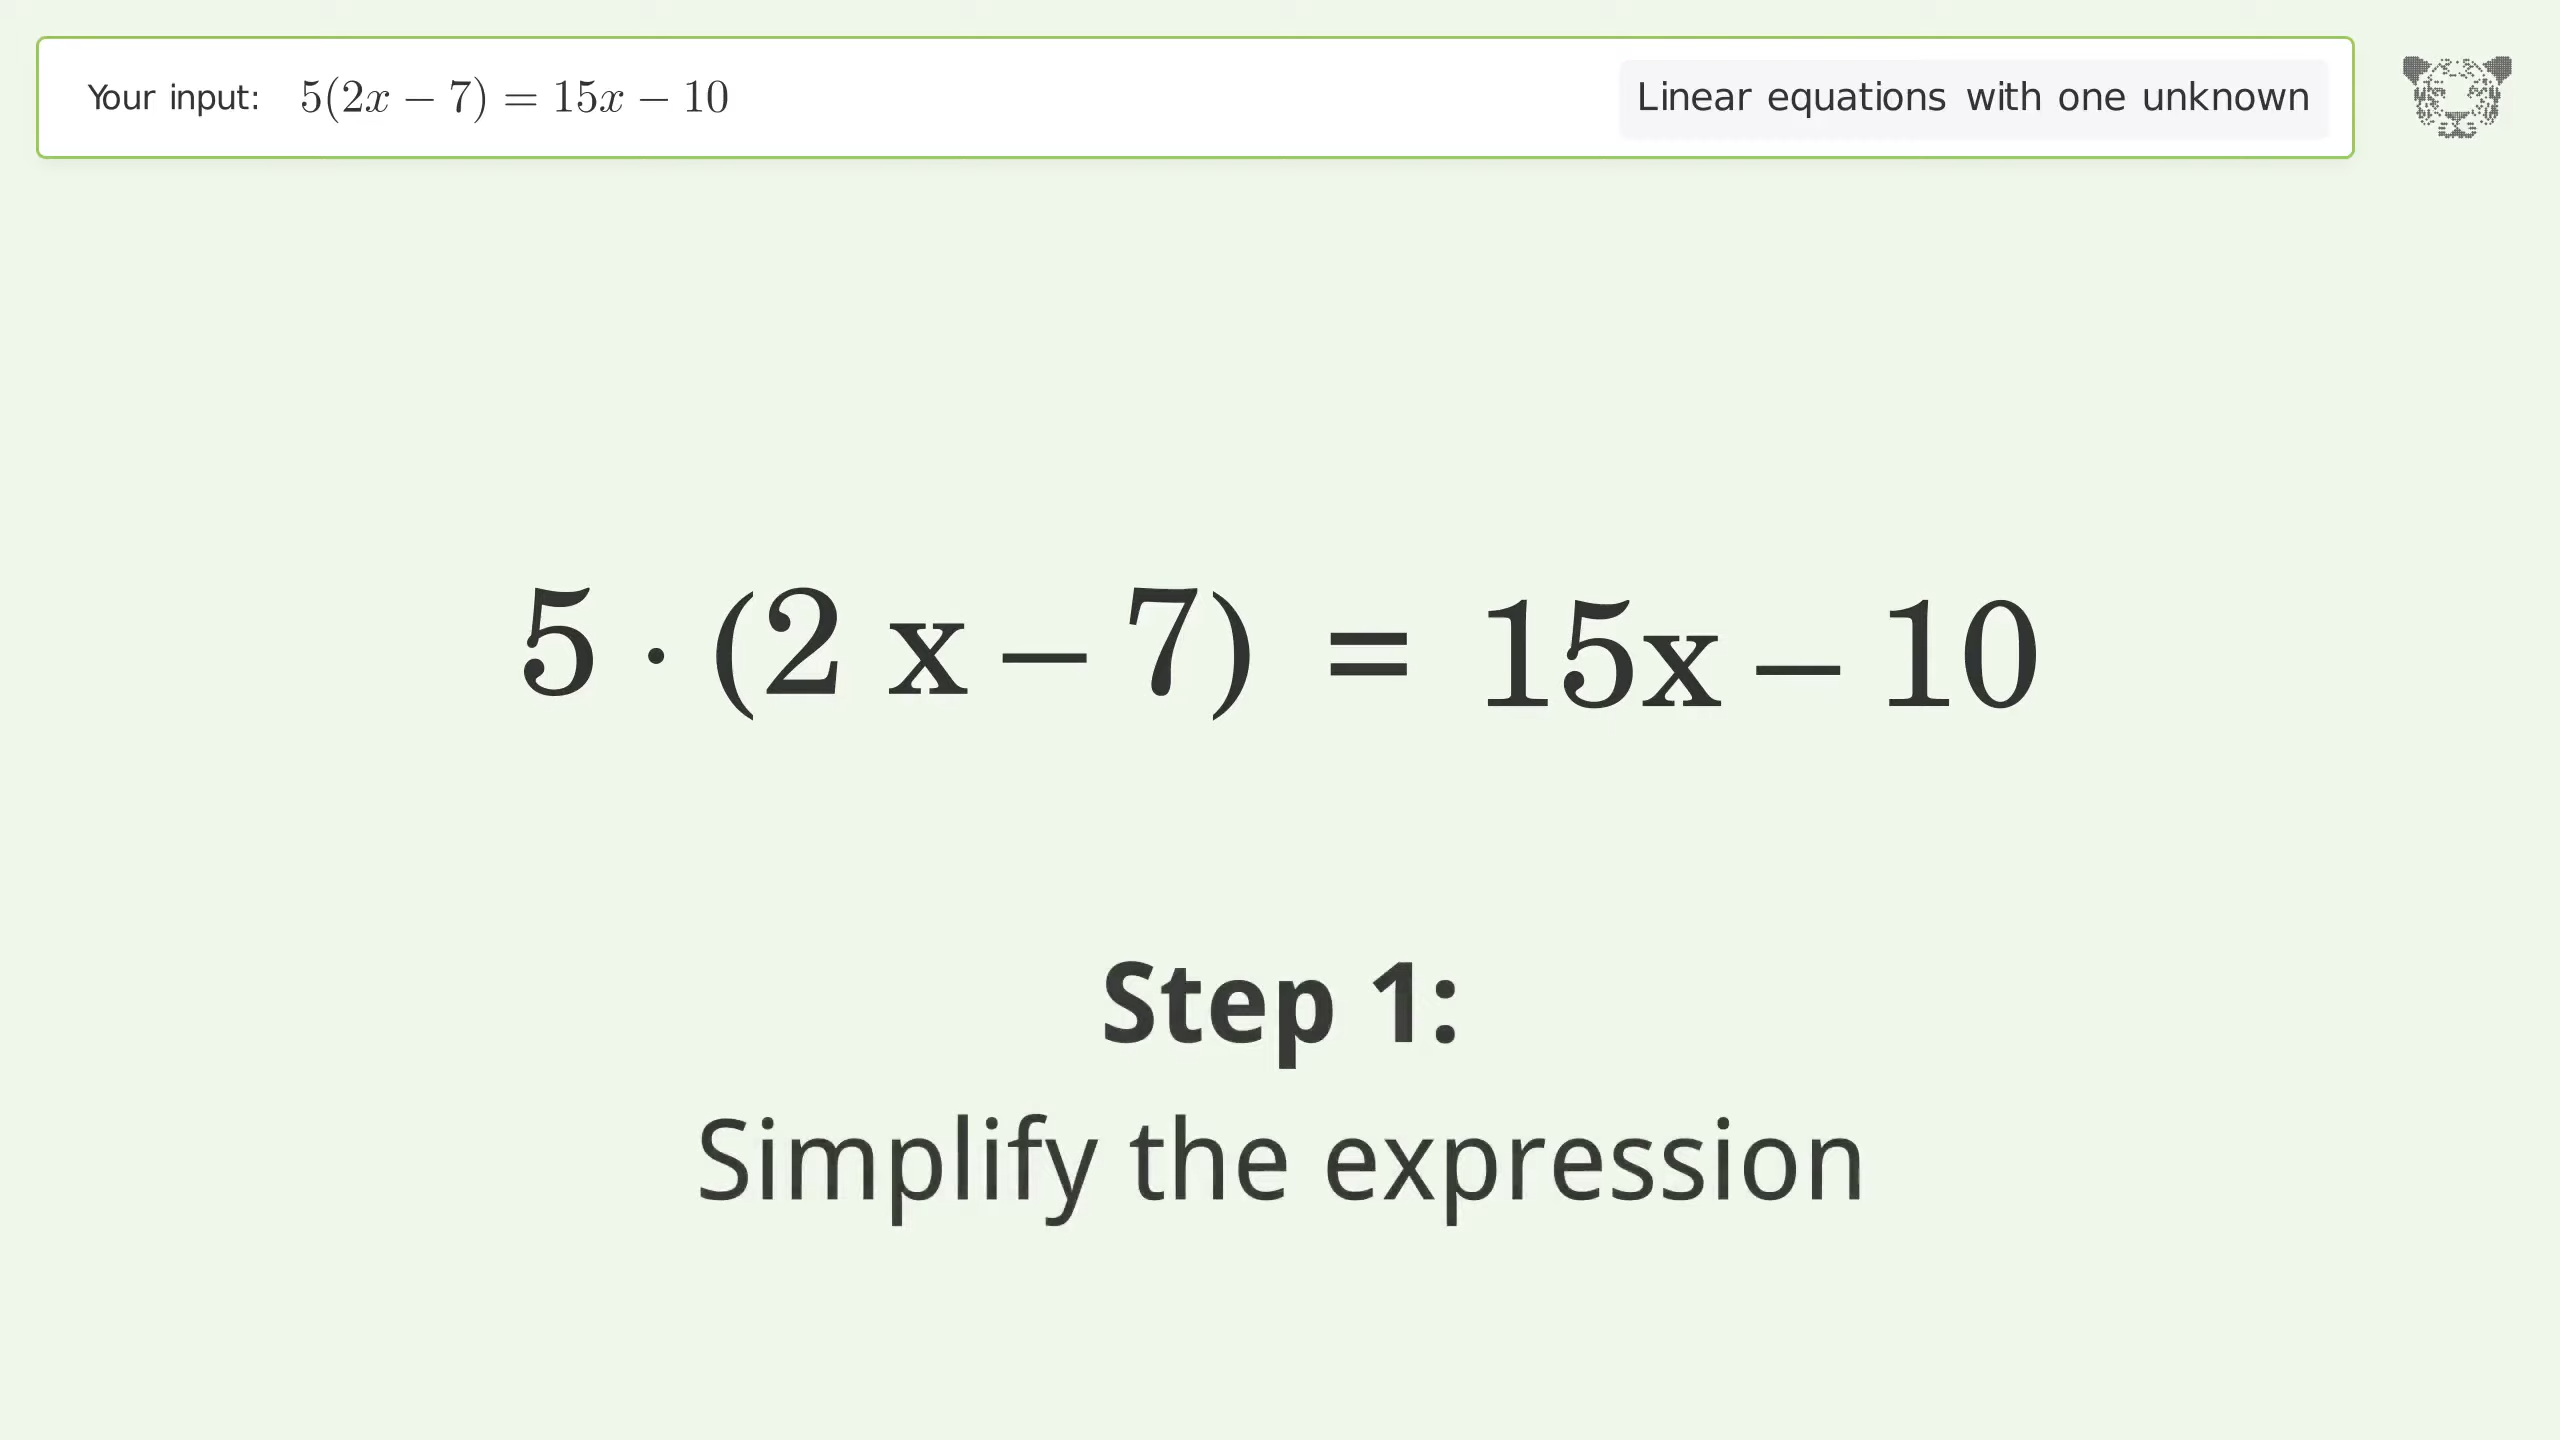 Your input: 5(2x − 7) = 15x − 10
Linear equations with one unknown
5 · (2 x − 7) = 15x − 10
Step 1:
Simplify the expression